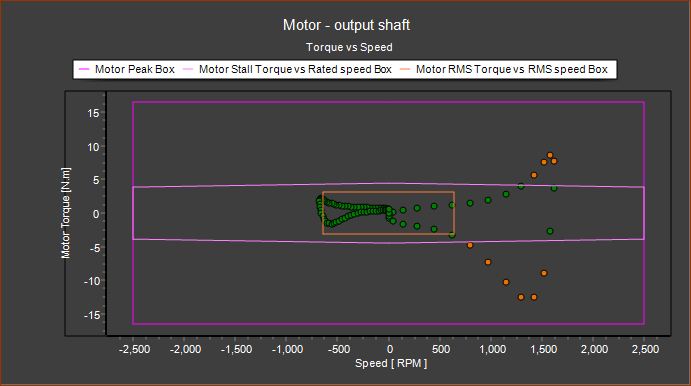 Motor - output shaft
Torque vs Speed
Motor Peak Box Motor Stall Torque vs Rated speed Box Motor RMS Torque vs RMS speed Box
15
10
5
0
-5
-10
-15
Motor Torque [N.m]
-2,500 -2,000 -1,500 -1,000 -500 0 500 1,000 1,500 2,000 2,500
Speed [ RPM ]